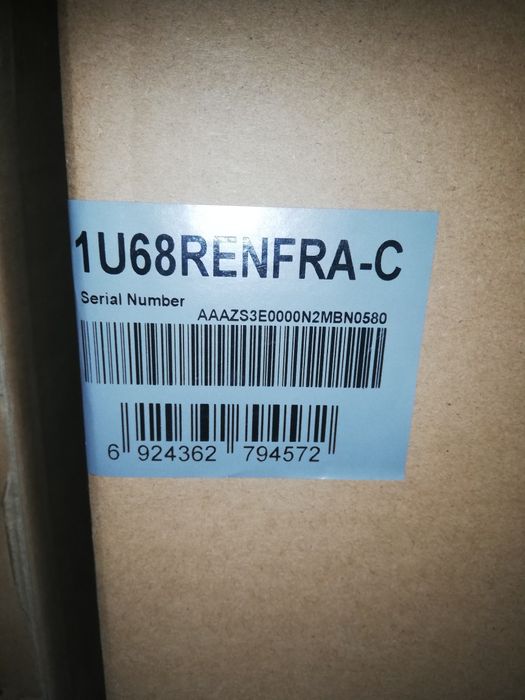 1U68RENFRA-C
Serial Number
AAAZS3E0000N2MBN0580
6 924362 794572